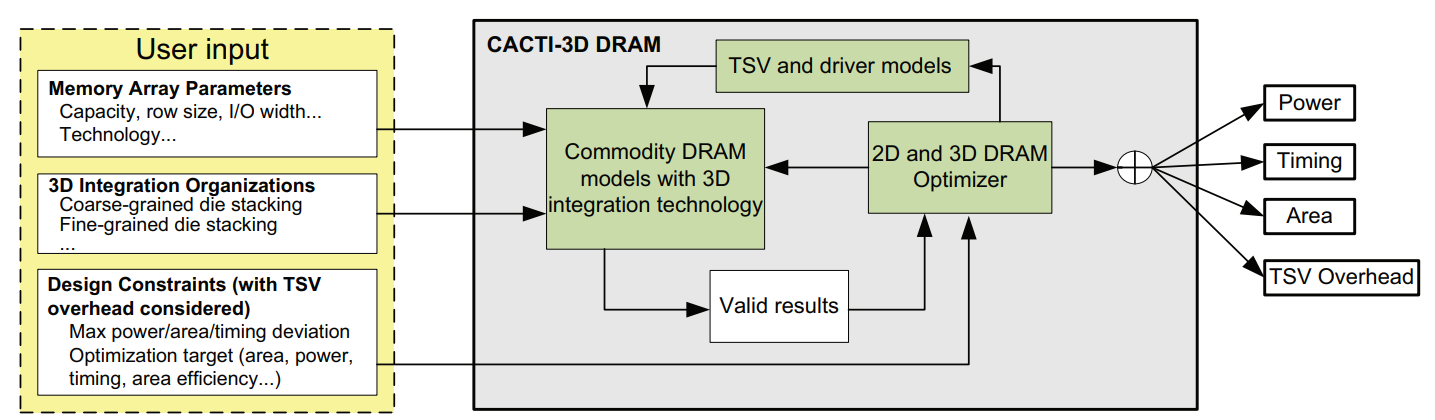 User input
Memory Array Parameters
Capacity, row size, I/O width...
Technology...
3D Integration Organizations
Coarse-grained die stacking
Fine-grained die stacking
...
Design Constraints (with TSV
overhead considered)
Max power/area/timing deviation
Optimization target (area, power,
timing, area efficiency...)
CACTI-3D DRAM
TSV and driver models
Commodity DRAM
models with 3D
integration technology
2D and 3D DRAM
Optimizer
Valid results
Power
Timing
Area
TSV Overhead